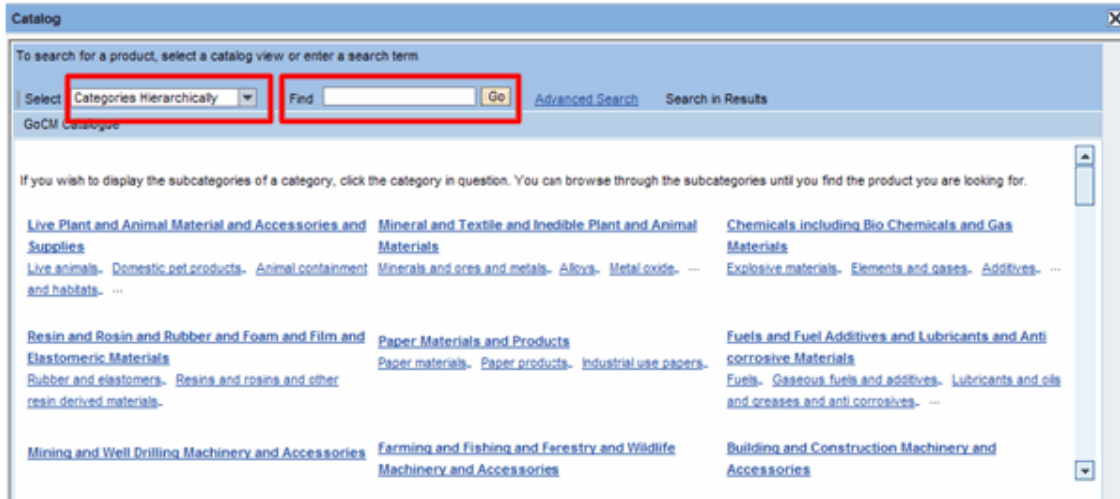 Catalog
To search for a product, select a catalog view or enter a search term
Select Categories Hierarchically Find Go Advanced Search Search in Results
GoCM Catalogue
If you wish to display the subcategories of a category, click the category in question. You can browse through the subcategories until you find the product you are looking for.
Live Plant and Animal Material and Accessories and
Supplies
Live animals, Domestic pet products, Animal containment
and habitats, ...
Mineral and Textile and Inedible Plant and Animal
Materials
Minerals and ores and metals, Alloys, Metal oxide, ...
Chemicals including Bio Chemicals and Gas
Materials
Explosive materials, Elements and gases, Additives, ...
Resin and Rosin and Rubber and Foam and Film and
Elastomeric Materials
Rubber and elastomers, Resins and rosins and other
resin derived materials,
Paper Materials and Products
Paper materials, Paper products, Industrial use papers,
Fuels and Fuel Additives and Lubricants and Anti
corrosive Materials
Fuels, Gaseous fuels and additives, Lubricants and oils
and greases and anti corrosives, ...
Mining and Well Drilling Machinery and Accessories
Farming and Fishing and Forestry and Wildlife
Machinery and Accessories
Building and Construction Machinery and
Accessories